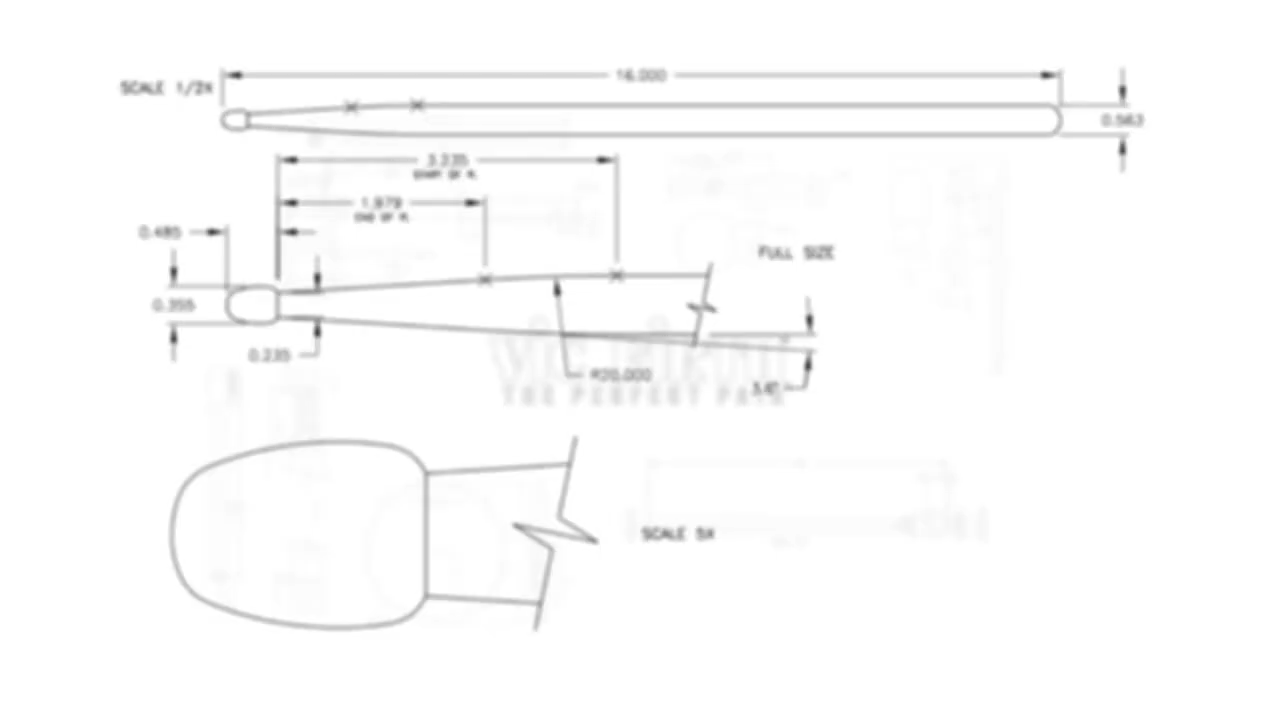 16.000
SCALE 1/2X
0.563
3.235
START OF R.
1.979
END OF R.
0.485
FULL SIZE
0.355
0.235
R20.000
THE PERFECT PAIR
SCALE 5X